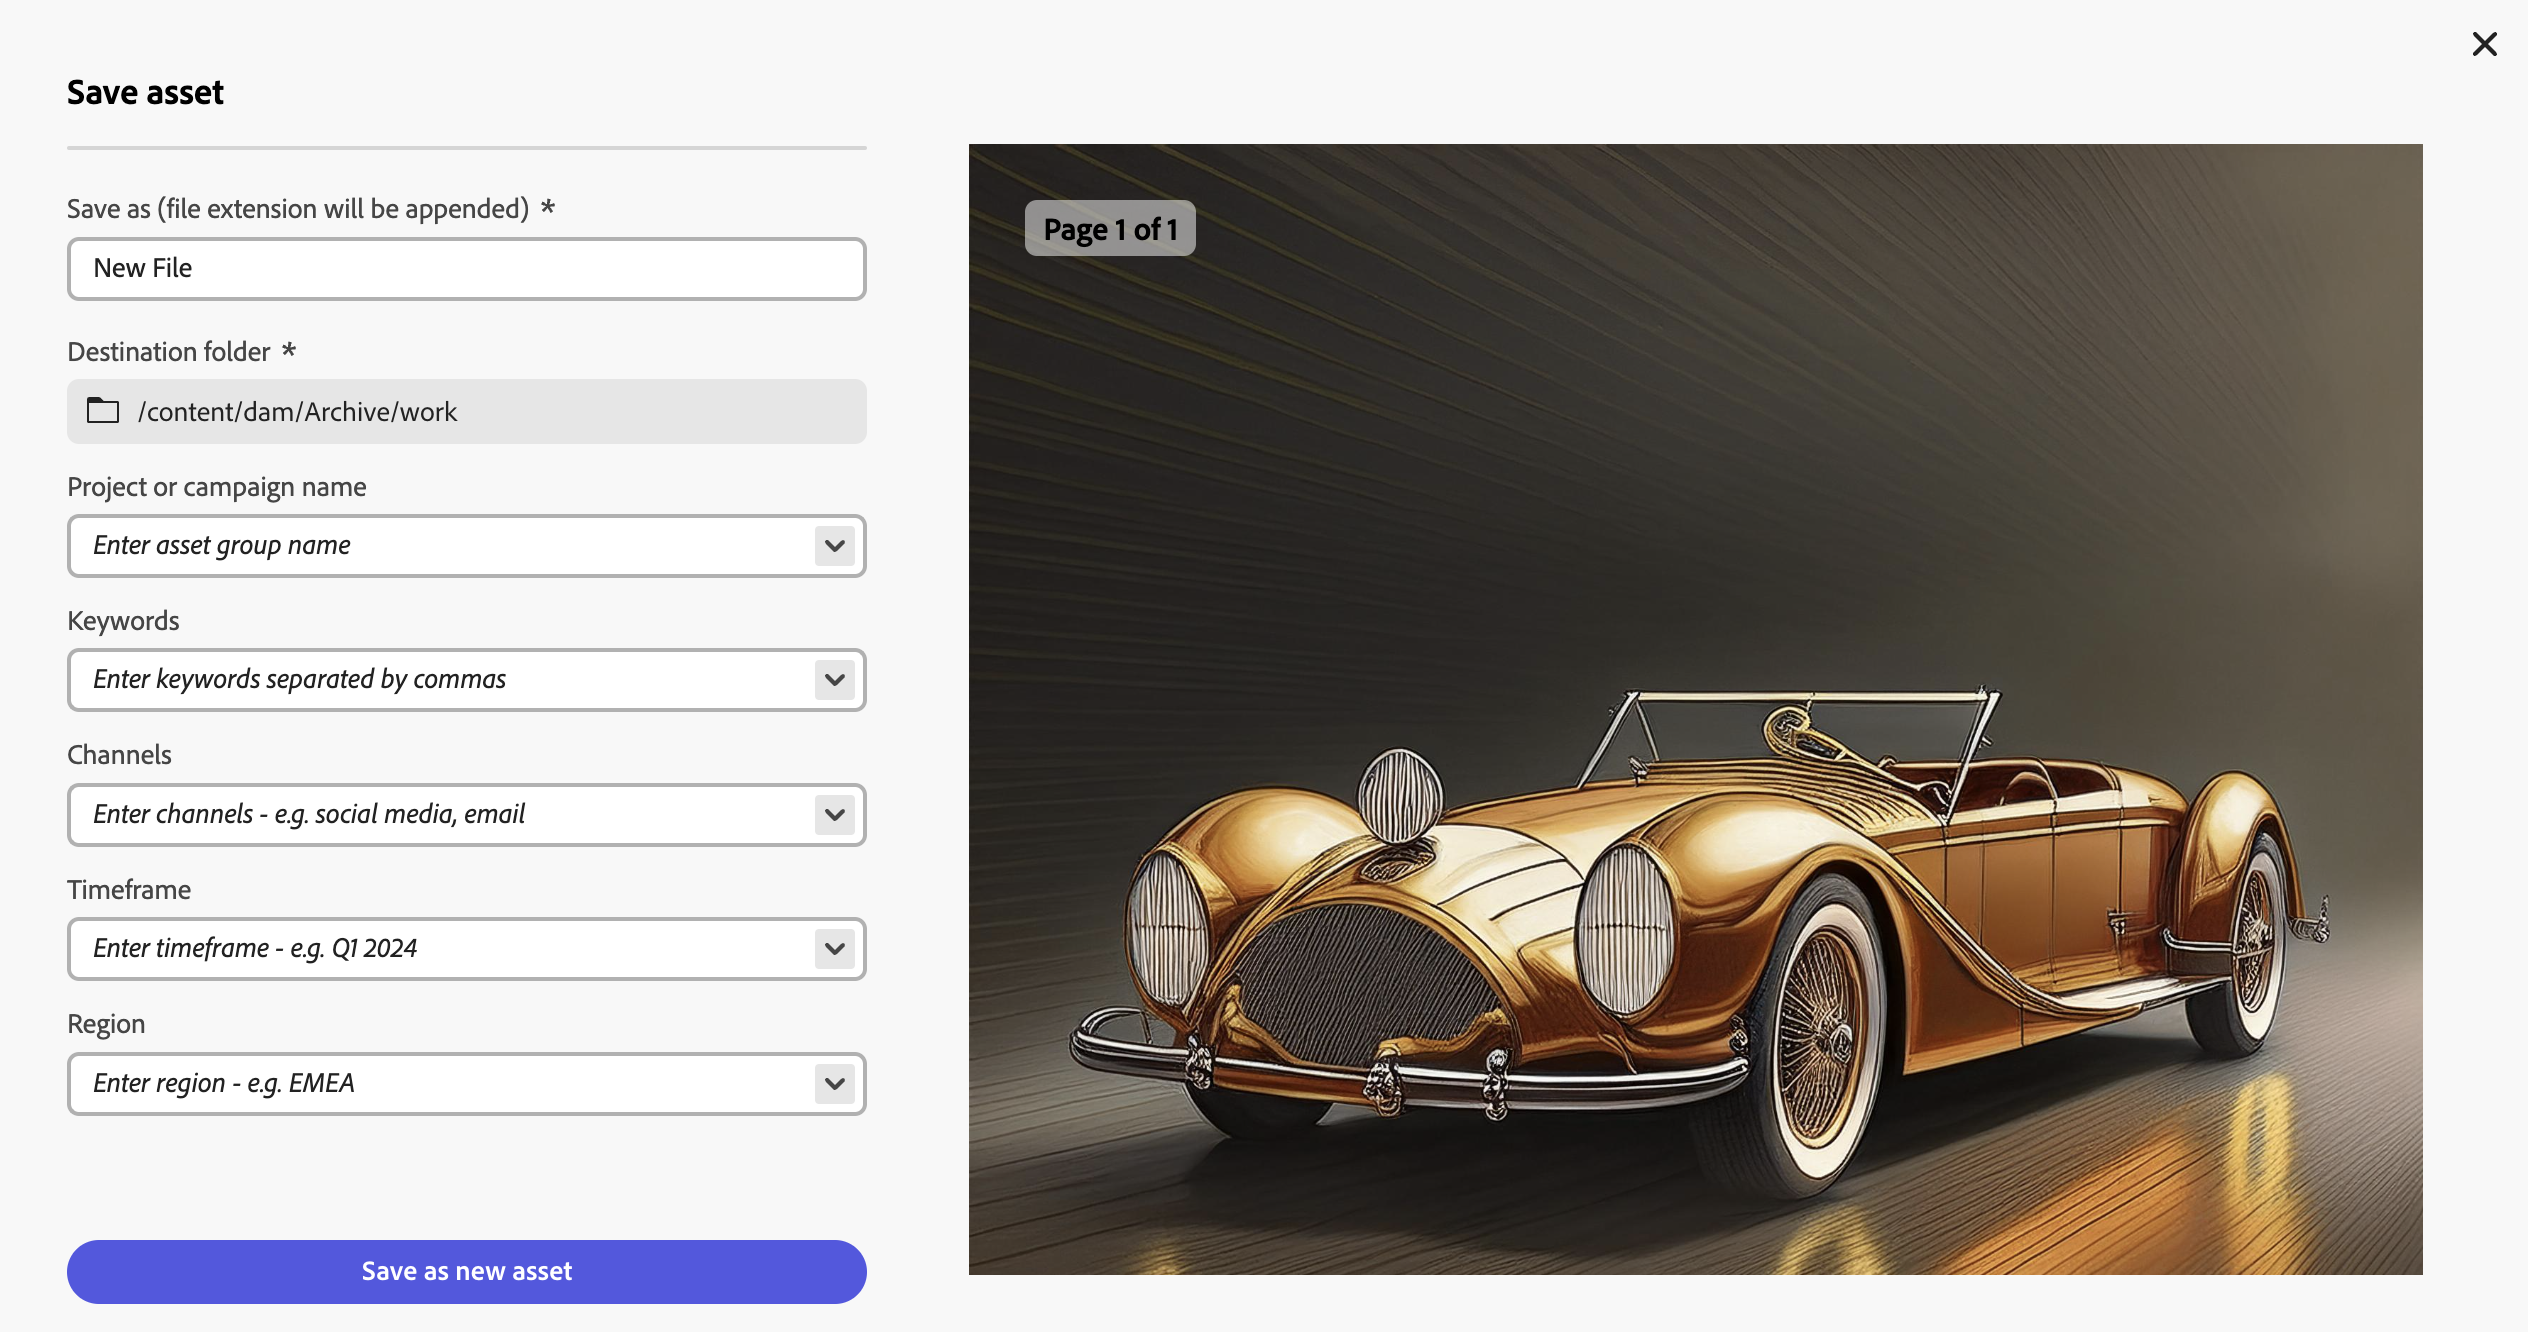 Save asset
Save as (file extension will be appended) *
New File
Destination folder *
/content/dam/Archive/work
Project or campaign name
Enter asset group name
Keywords
Enter keywords separated by commas
Channels
Enter channels - e.g. social media, email
Timeframe
Enter timeframe - e.g. Q1 2024
Region
Enter region - e.g. EMEA
Save as new asset
Page 1 of 1